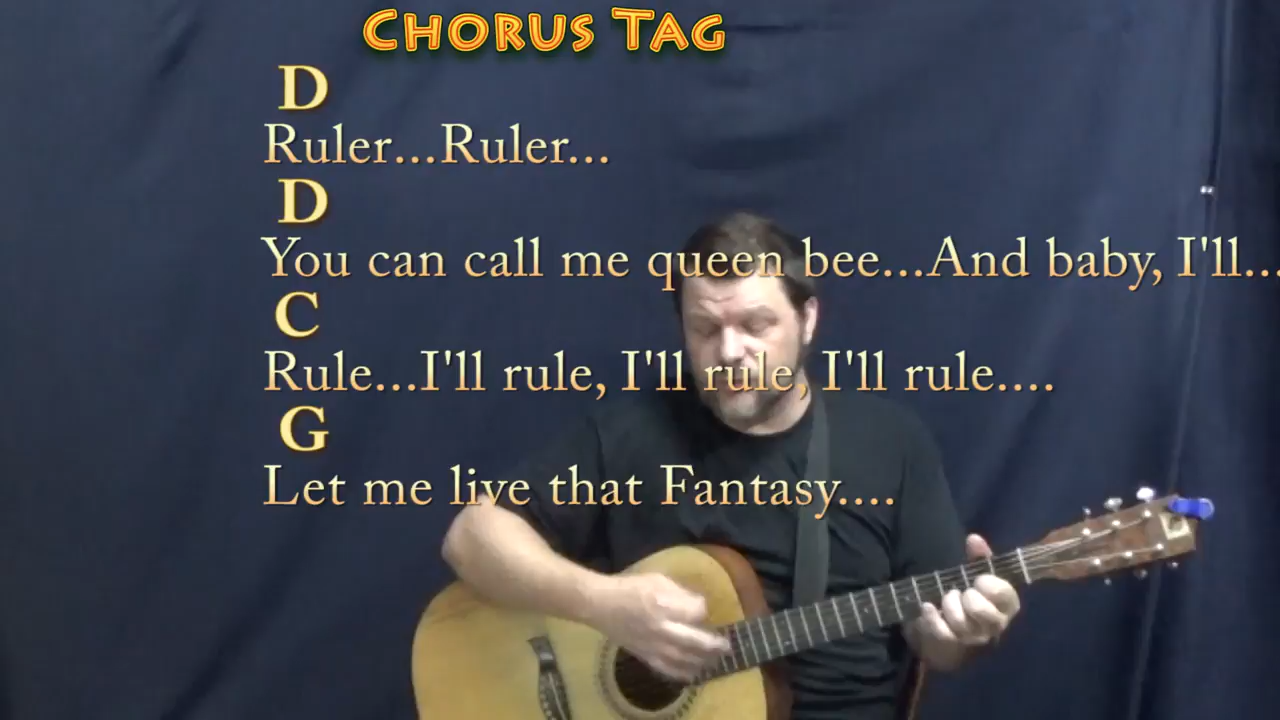 Chorus Tag
D
Ruler...Ruler...
D
You can call me queen bee...And baby, I'll...
C
Rule...I'll rule, I'll rule, I'll rule....
G
Let me live that Fantasy....